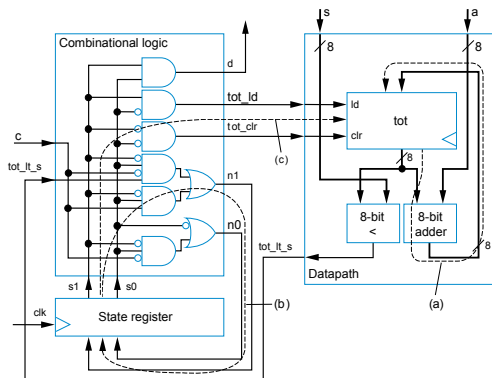 s
a
Combinational logic
d
8
8
tot_ld
ld
tot
c
tot_clr
clr
(c)
tot_lt_s
8
n1
n0
8-bit
<
8-bit
adder
tot_lt_s
8
Datapath
(a)
s1
s0
(b)
clk
State register